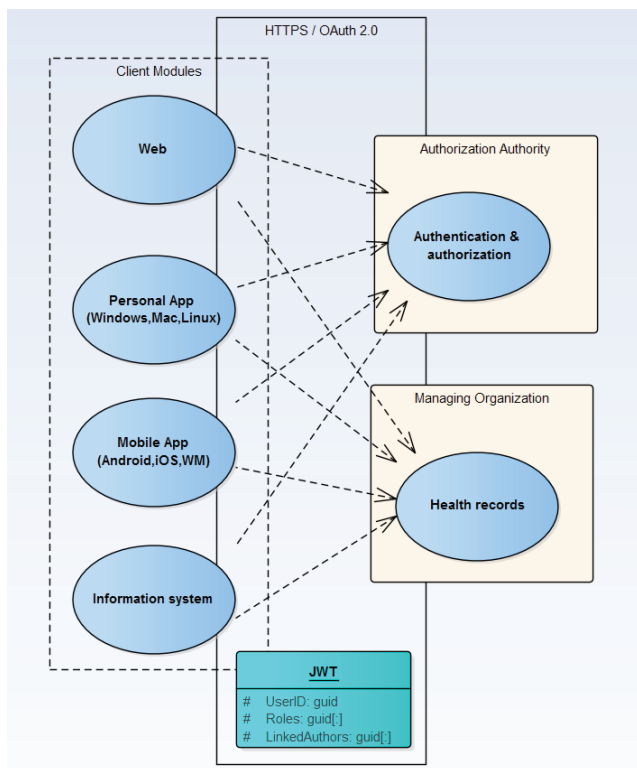 HTTPS / OAuth 2.0
Client Modules
Web
Authorization Authority
Authentication &
authorization
Personal App
(Windows,Mac,Linux)
Managing Organization
Mobile App
(Android,iOS,WM)
Health records
Information system
JWT
# UserID: guid
# Roles: guid[:]
# LinkedAuthors: guid[:]